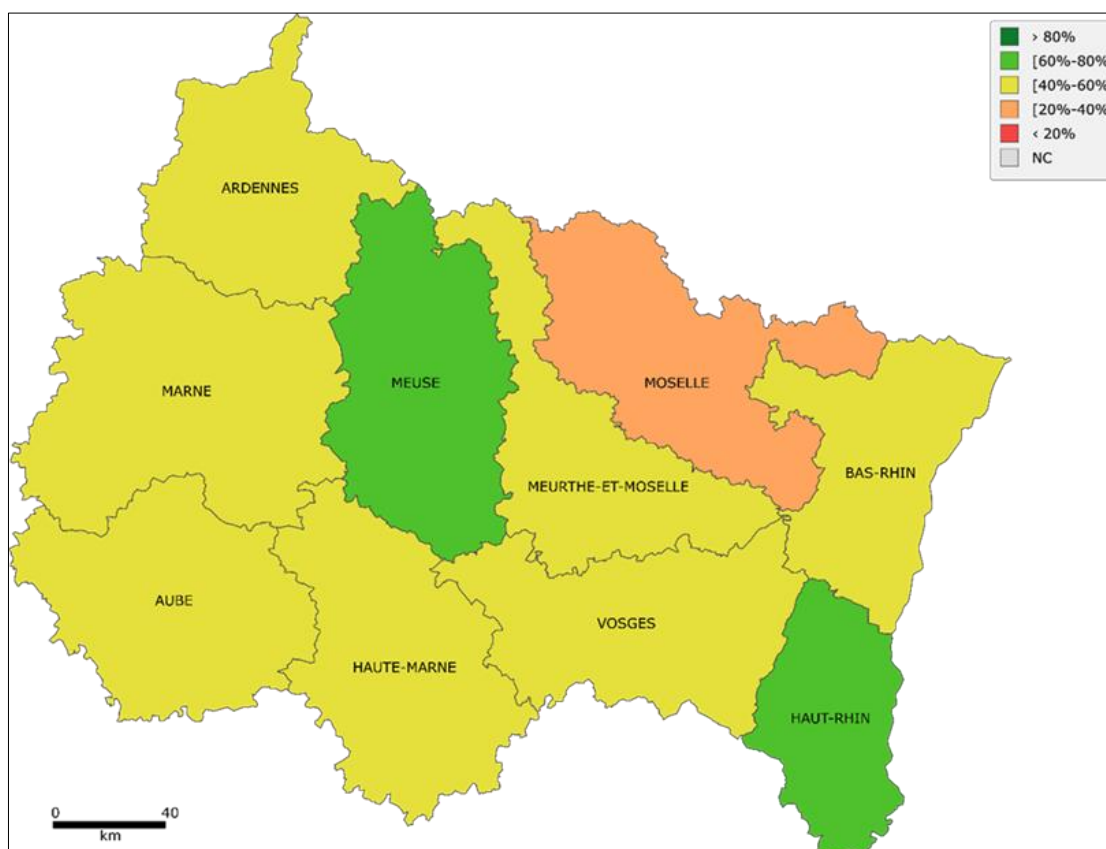 > 80%
[60%-80%
[40%-60%
[20%-40%
< 20%
NC
ARDENNES
MARNE
MEUSE
MOSELLE
BAS-RHIN
MEURTHE-ET-MOSELLE
AUBE
VOSGES
HAUTE-MARNE
HAUT-RHIN
0 40
km